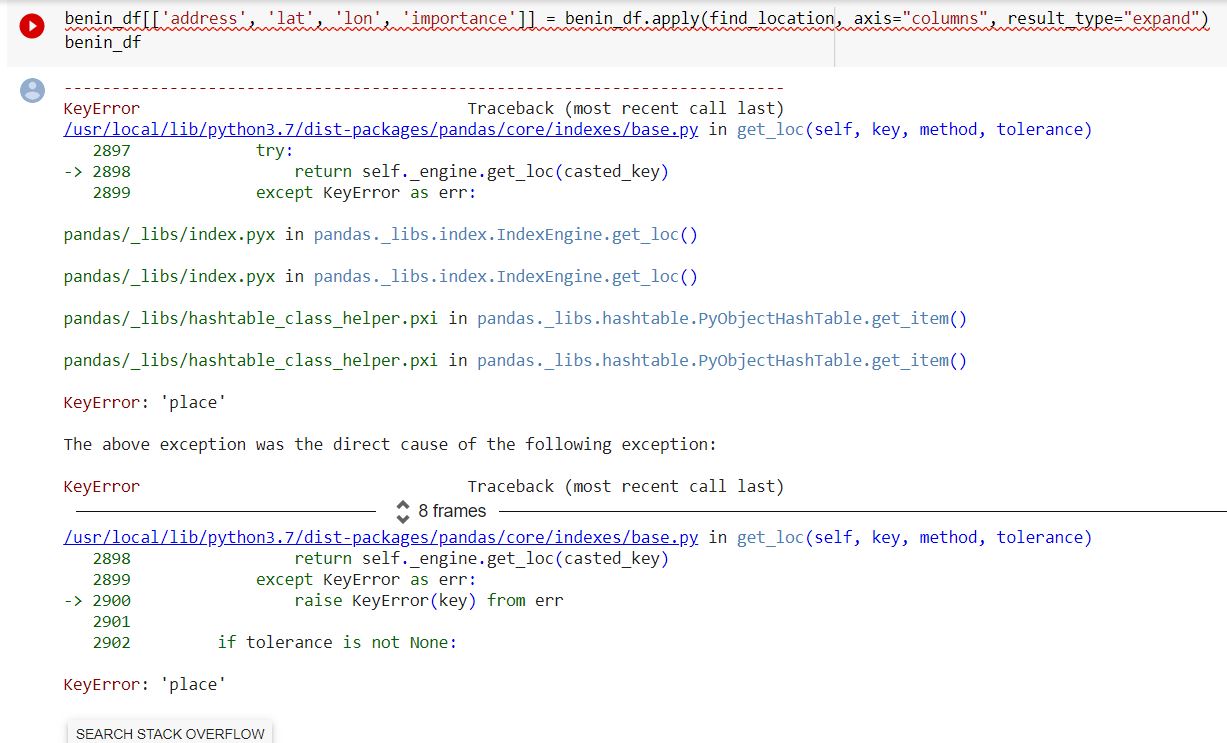 benin_df[['address', 'lat', 'lon', 'importance']] = benin_df.apply(find_location, axis="columns", result_type="expand")
benin_df
---------------------------------------------------------------------------
KeyError                                  Traceback (most recent call last)
/usr/local/lib/python3.7/dist-packages/pandas/core/indexes/base.py in get_loc(self, key, method, tolerance)
   2897             try:
-> 2898                 return self._engine.get_loc(casted_key)
   2899             except KeyError as err:
pandas/_libs/index.pyx in pandas._libs.index.IndexEngine.get_loc()
pandas/_libs/index.pyx in pandas._libs.index.IndexEngine.get_loc()
pandas/_libs/hashtable_class_helper.pxi in pandas._libs.hashtable.PyObjectHashTable.get_item()
pandas/_libs/hashtable_class_helper.pxi in pandas._libs.hashtable.PyObjectHashTable.get_item()
KeyError: 'place'
The above exception was the direct cause of the following exception:
KeyError                                  Traceback (most recent call last)
8 frames
/usr/local/lib/python3.7/dist-packages/pandas/core/indexes/base.py in get_loc(self, key, method, tolerance)
   2898                 return self._engine.get_loc(casted_key)
   2899             except KeyError as err:
-> 2900                 raise KeyError(key) from err
   2901
   2902         if tolerance is not None:
KeyError: 'place'
SEARCH STACK OVERFLOW